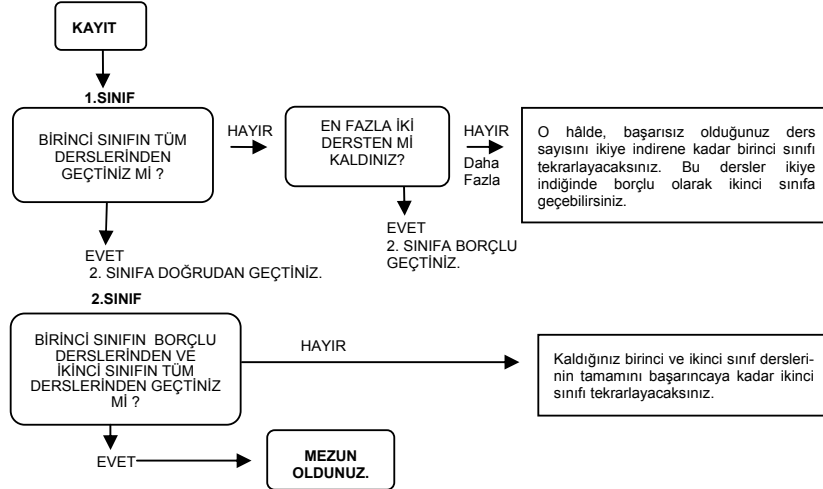 KAYIT
1.SINIF
BİRİNCİ SINIFIN TÜM
DERSLERİNDEN
GEÇTİNİZ Mİ ?
HAYIR
EN FAZLA İKİ
DERSTEN Mİ
KALDINIZ?
HAYIR
Daha
Fazla
O hâlde, başarısız olduğunuz ders
sayısını ikiye indirene kadar birinci sınıfı
tekrarlayacaksınız. Bu dersler ikiye
indiğinde borçlu olarak ikinci sınıfa
geçebilirsiniz.
EVET
2. SINIFA DOĞRUDAN GEÇTİNİZ.
EVET
2. SINIFA BORÇLU
GEÇTİNİZ.
2.SINIF
BİRİNCİ SINIFIN BORÇLU
DERSLERİNDEN VE
İKİNCİ SINIFIN TÜM
DERSLERİNDEN GEÇTİNİZ
Mİ ?
HAYIR
Kaldığınız birinci ve ikinci sınıf dersleri-
nin tamamını başarıncaya kadar ikinci
sınıfı tekrarlayacaksınız.
EVET
MEZUN
OLDUNUZ.